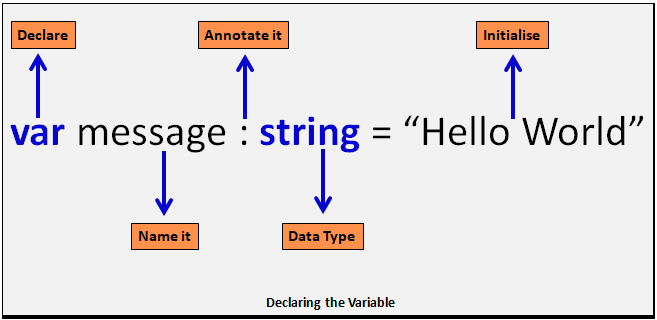 Declare Annotate it Initialise
var message : string = “Hello World”
Name it Data Type
Declaring the Variable